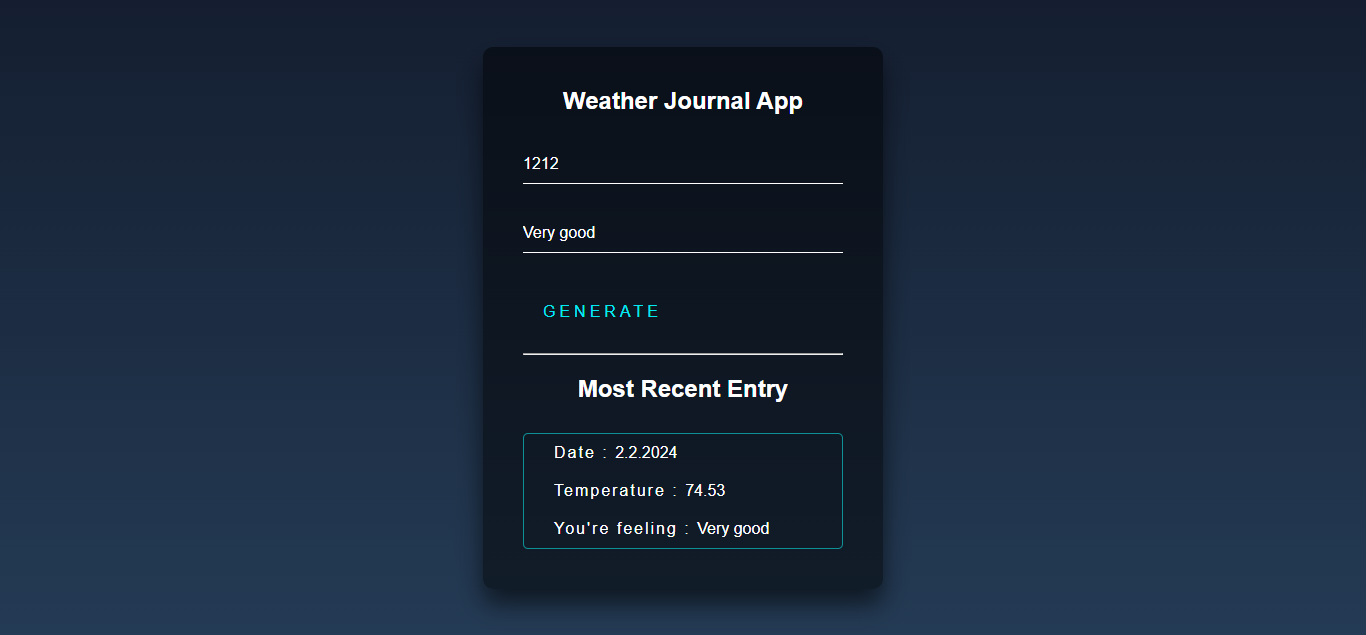 Weather Journal App
1212
Very good
GENERATE
Most Recent Entry
Date : 2.2.2024
Temperature : 74.53
You're feeling : Very good